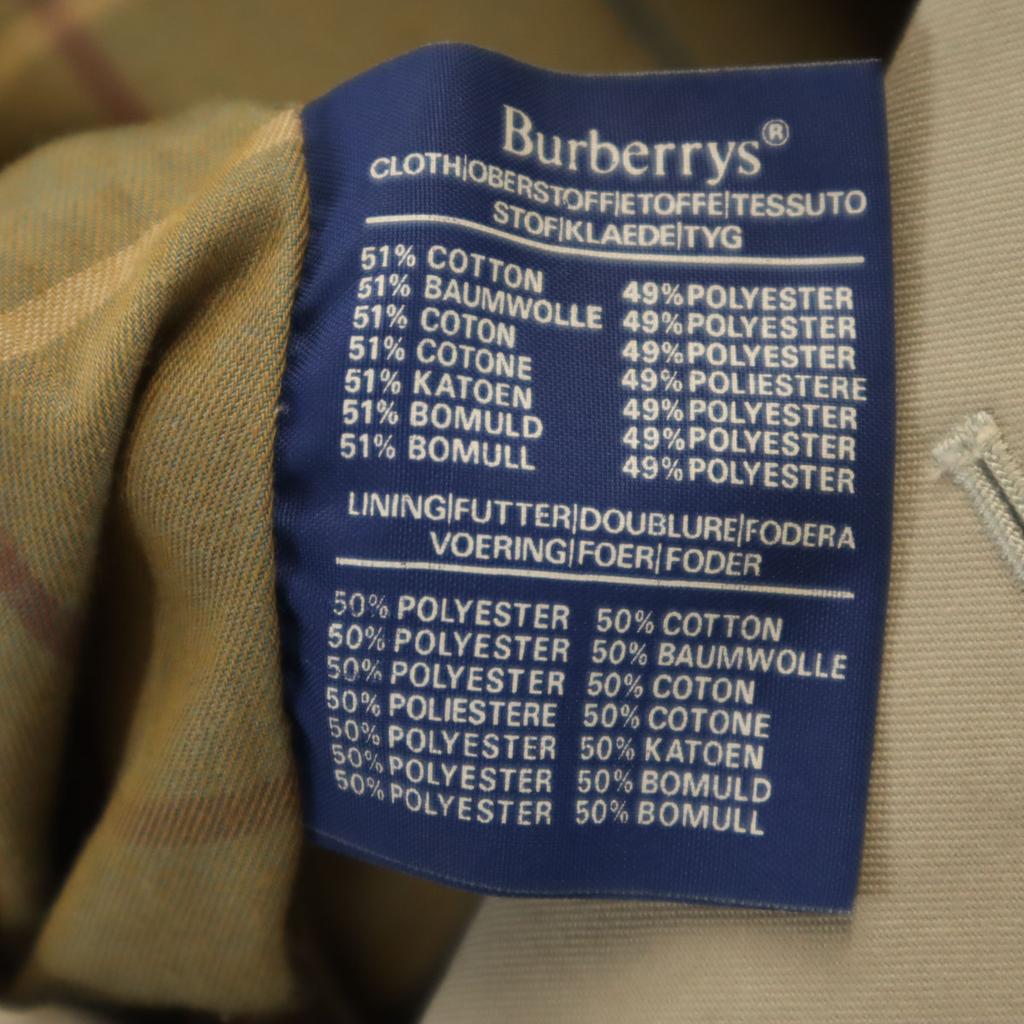 Burberrys®
CLOTH|OBERSTOFF|ETOFFE|TESSUTO
STOF|KLAEDE|TYG
51% COTTON 49% POLYESTER
51% BAUMWOLLE 49% POLYESTER
51% COTON 49% POLYESTER
51% COTONE 49% POLIESTERE
51% KATOEN 49% POLYESTER
51% BOMULD 49% POLYESTER
51% BOMULL 49% POLYESTER
LINING|FUTTER|DOUBLURE|FODERA
VOERING|FOER|FODER
50% POLYESTER 50% COTTON
50% POLYESTER 50% BAUMWOLLE
50% POLYESTER 50% COTON
50% POLIESTERE 50% COTONE
50% POLYESTER 50% KATOEN
50% POLYESTER 50% BOMULD
50% POLYESTER 50% BOMULL